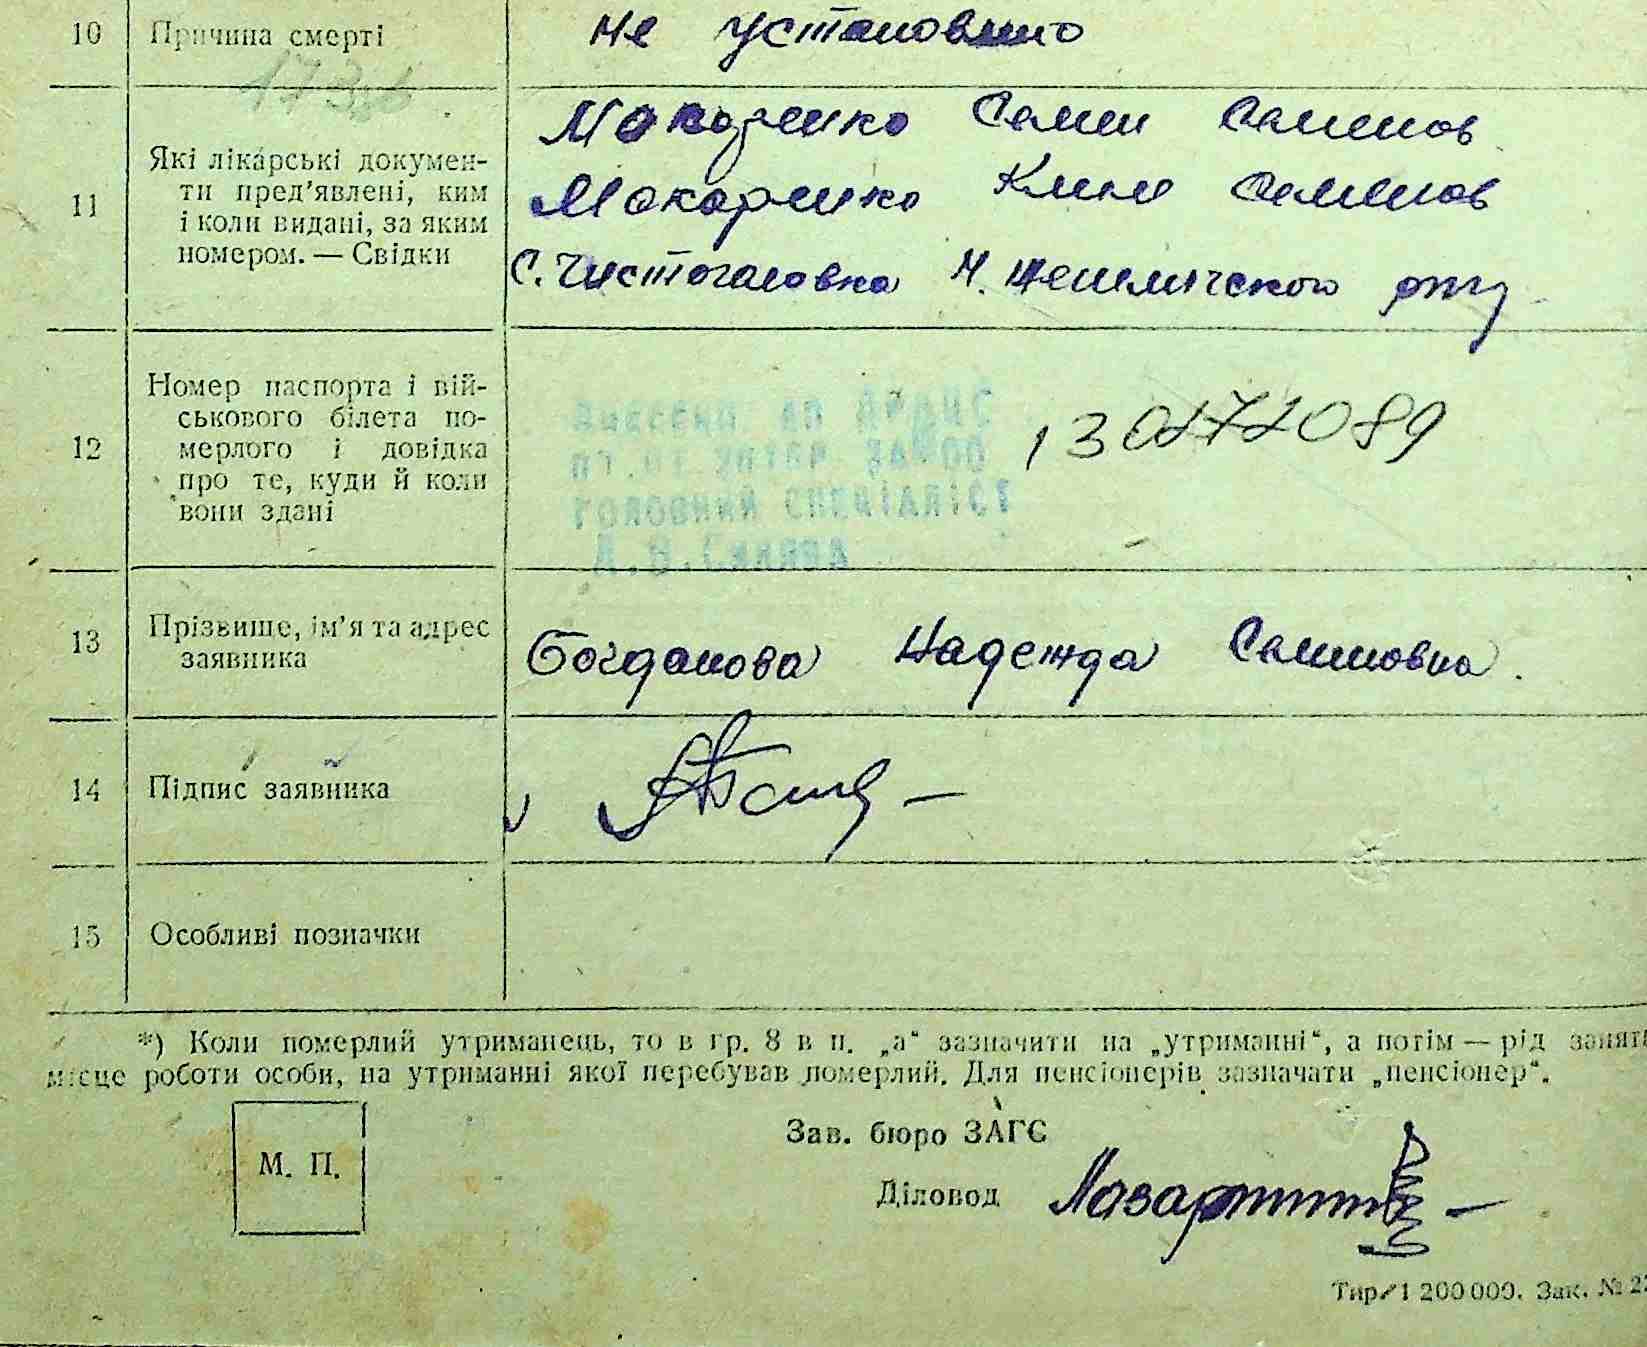 10 Причина смерті не установлено
Мокаренко Семен Семенов
Які лікарські докумен-
ти пред'явлені, ким
11 Мокаренко Семенов
і коли видані, за яким
номером. — Свідки
с. Чистогаловка
Номер паспорта і вій-
ськового білета по-
12 мерлого і довідка
про те, куди й коли
вони здані
головний спеціаліст
13 Прізвище, ім'я та адрес
заявника
Богданова Надежда Семеновна.
14 Підпис заявника
15 Особливі позначки
*) Коли померлий утриманець, то в гр. 8 в п. „а“ зазначити на „утриманні“, а потім — рід
місце роботи особи, на утриманні якої перебував померлий. Для пенсіонерів зазначати „пенсіонер“.
Зав. бюро ЗАГС
М. П.
Діловод
Тир. 1 200 000. Зак. №